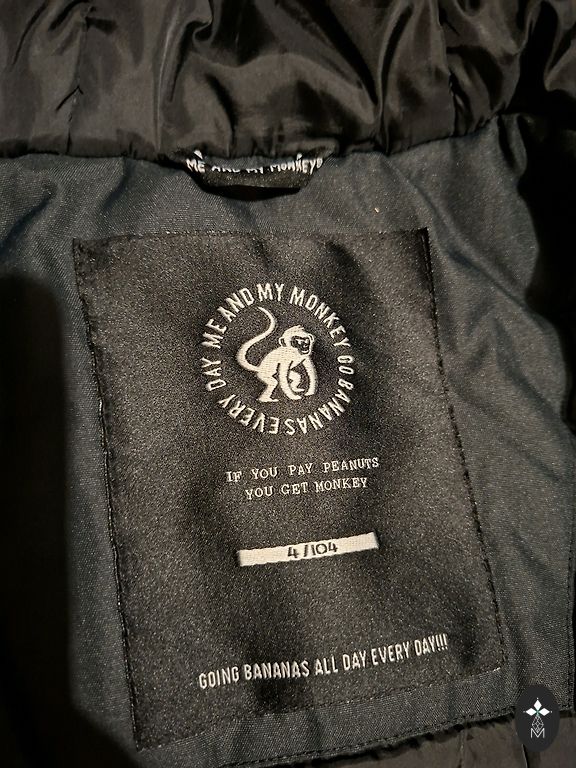 ME AND MY MONKEYS
ME AND MY MONKEY GO BANANAS EVERY DAY
IF YOU PAY PEANUTS
YOU GET MONKEY
4/104
GOING BANANAS ALL DAY EVERY DAY!!!
M